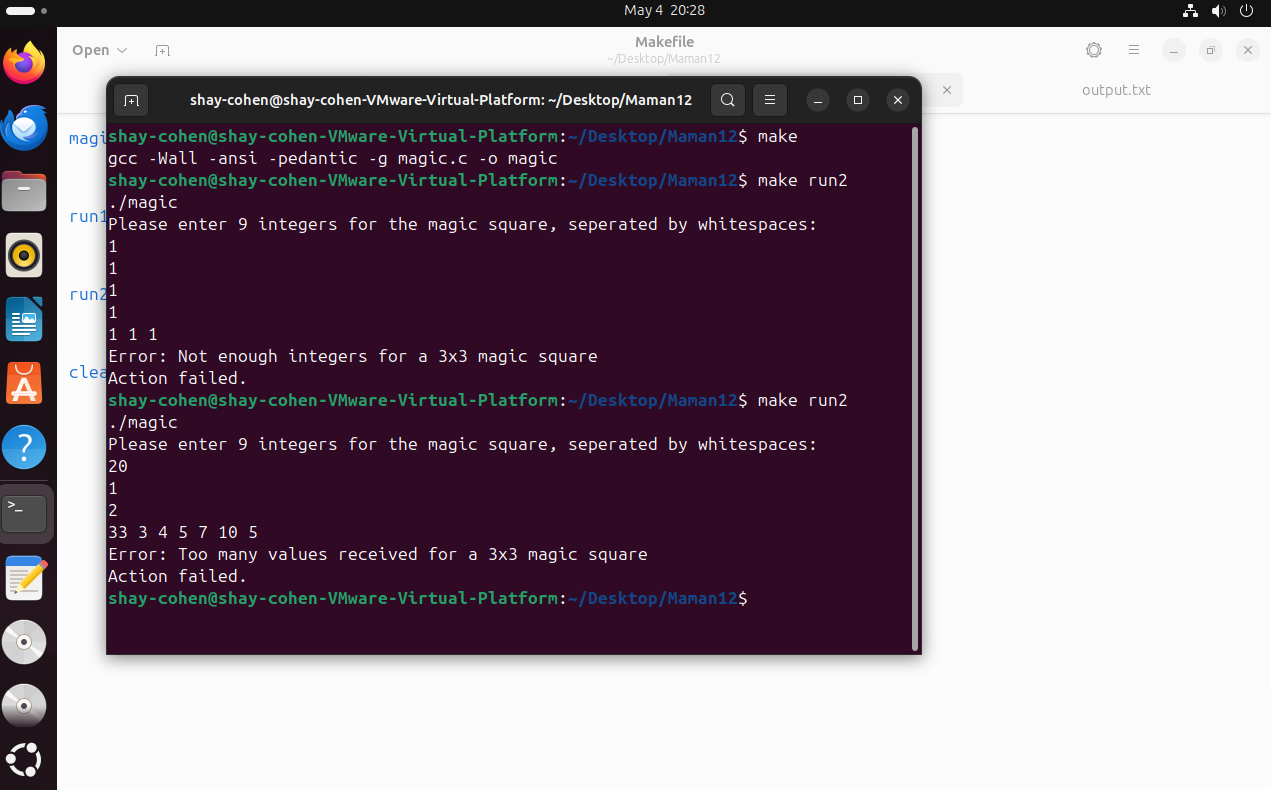 May 4 20:28
Open
Makefile
~/Desktop/Maman12
output.txt
shay-cohen@shay-cohen-VMware-Virtual-Platform: ~/Desktop/Maman12
magi
run1
run2
clea
shay-cohen@shay-cohen-VMware-Virtual-Platform:~/Desktop/Maman12$ make
gcc -Wall -ansi -pedantic -g magic.c -o magic
shay-cohen@shay-cohen-VMware-Virtual-Platform:~/Desktop/Maman12$ make run2
./magic
Please enter 9 integers for the magic square, seperated by whitespaces:
1
1
1
1
1 1 1
Error: Not enough integers for a 3x3 magic square
Action failed.
shay-cohen@shay-cohen-VMware-Virtual-Platform:~/Desktop/Maman12$ make run2
./magic
Please enter 9 integers for the magic square, seperated by whitespaces:
20
1
2
33 3 4 5 7 10 5
Error: Too many values received for a 3x3 magic square
Action failed.
shay-cohen@shay-cohen-VMware-Virtual-Platform:~/Desktop/Maman12$